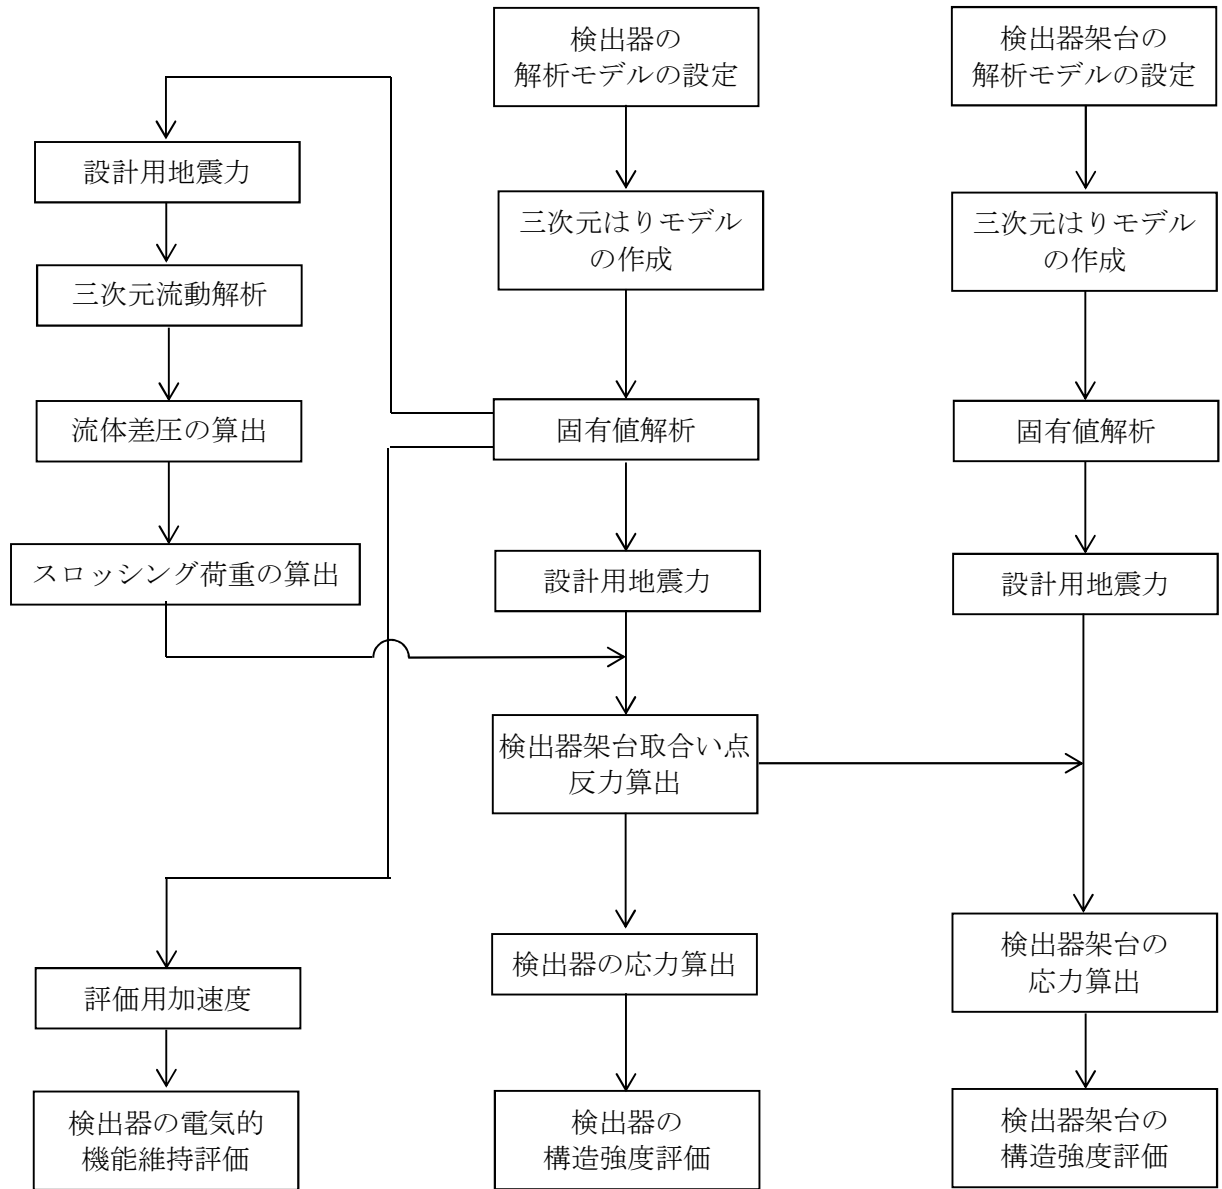 検出器の
解析モデルの設定
検出器架台の
解析モデルの設定
設計用地震力
三次元はりモデル
の作成
三次元はりモデル
の作成
三次元流動解析
流体差圧の算出
固有値解析
固有値解析
スロッシング荷重の算出
設計用地震力
設計用地震力
検出器架台取合い点
反力算出
検出器の応力算出
検出器架台の
応力算出
評価用加速度
検出器の電気的
機能維持評価
検出器の
構造強度評価
検出器架台の
構造強度評価